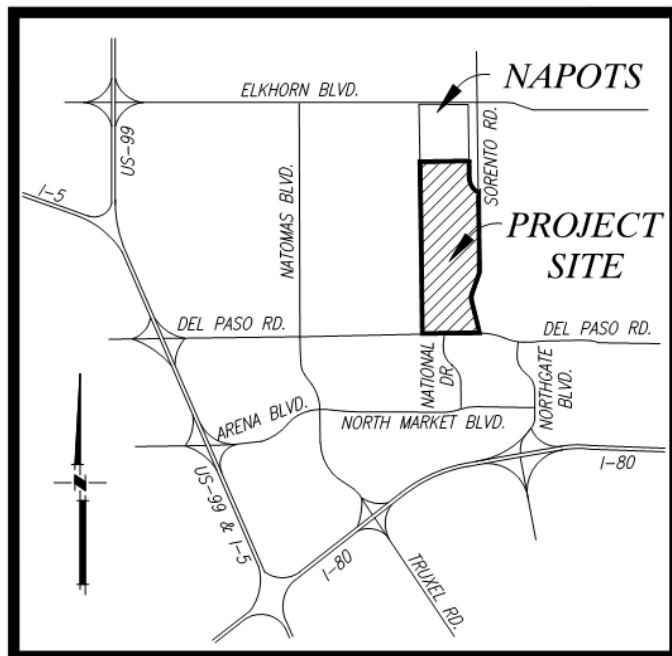 NAPOTS
ELKHORN BLVD.
US-99
SORENTO RD.
I-5
NATOMAS BLVD.
PROJECT
SITE
DEL PASO RD.
DEL PASO RD.
NATIONAL
DR.
NORTHGATE
BLVD.
ARENA BLVD.
NORTH MARKET BLVD.
I-80
US-99 & I-5
I-80
TRUXEL RD.